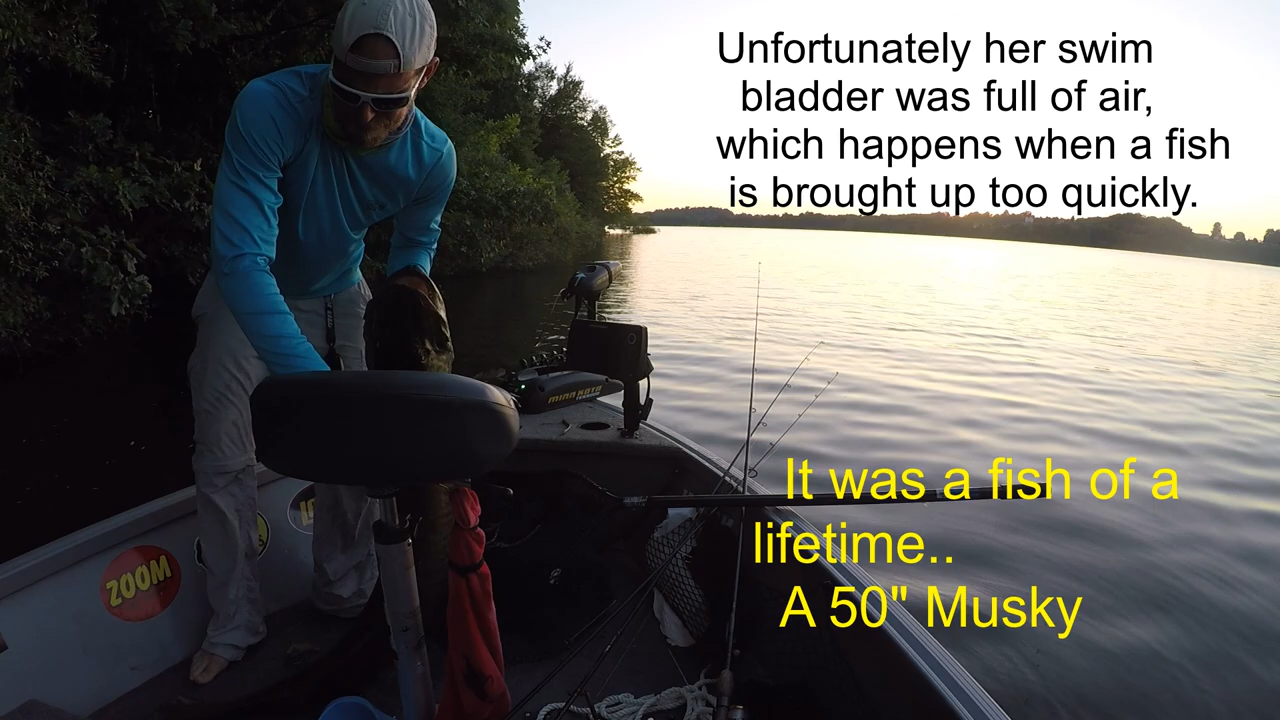 Unfortunately her swim
bladder was full of air,
which happens when a fish
is brought up too quickly.
MINN KOTA
It was a fish of a
lifetime..
ZOOM
A 50" Musky